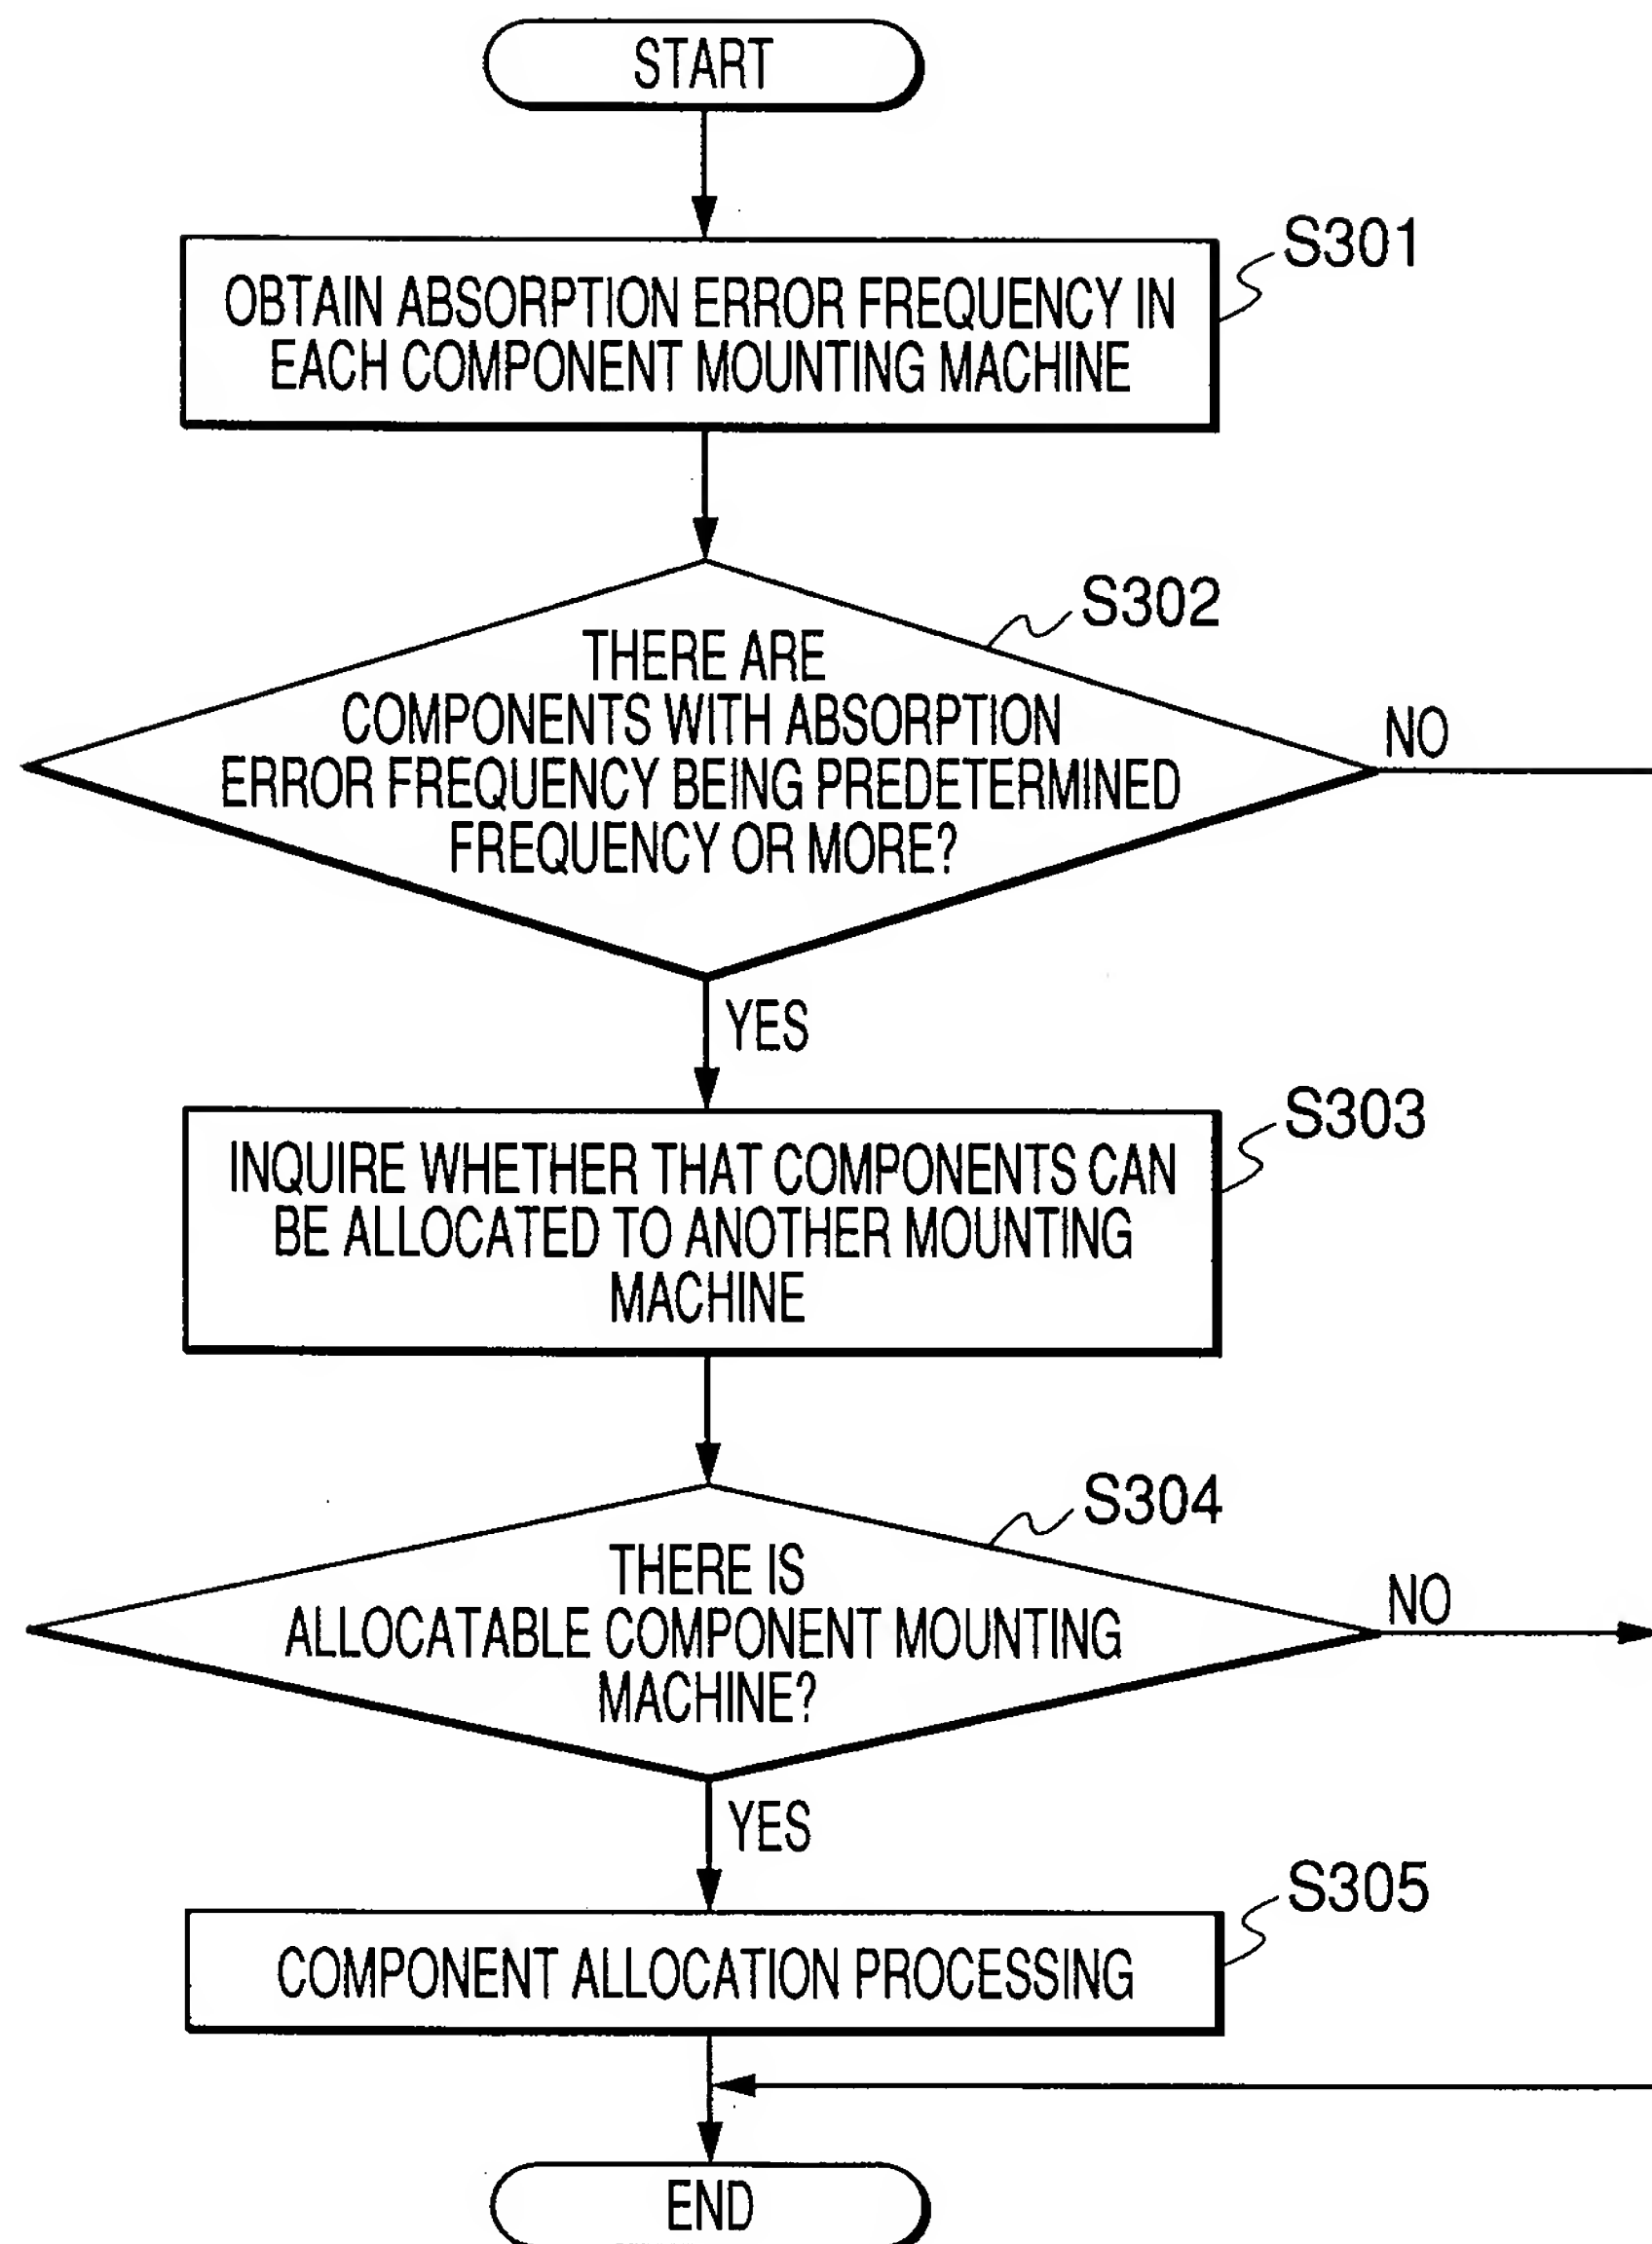 START
S301
OBTAIN ABSORPTION ERROR FREQUENCY IN
EACH COMPONENT MOUNTING MACHINE
S302
THERE ARE
COMPONENTS WITH ABSORPTION
ERROR FREQUENCY BEING PREDETERMINED
FREQUENCY OR MORE?
NO
YES
S303
INQUIRE WHETHER THAT COMPONENTS CAN
BE ALLOCATED TO ANOTHER MOUNTING
MACHINE
S304
THERE IS
ALLOCATABLE COMPONENT MOUNTING
MACHINE?
NO
YES
S305
COMPONENT ALLOCATION PROCESSING
END